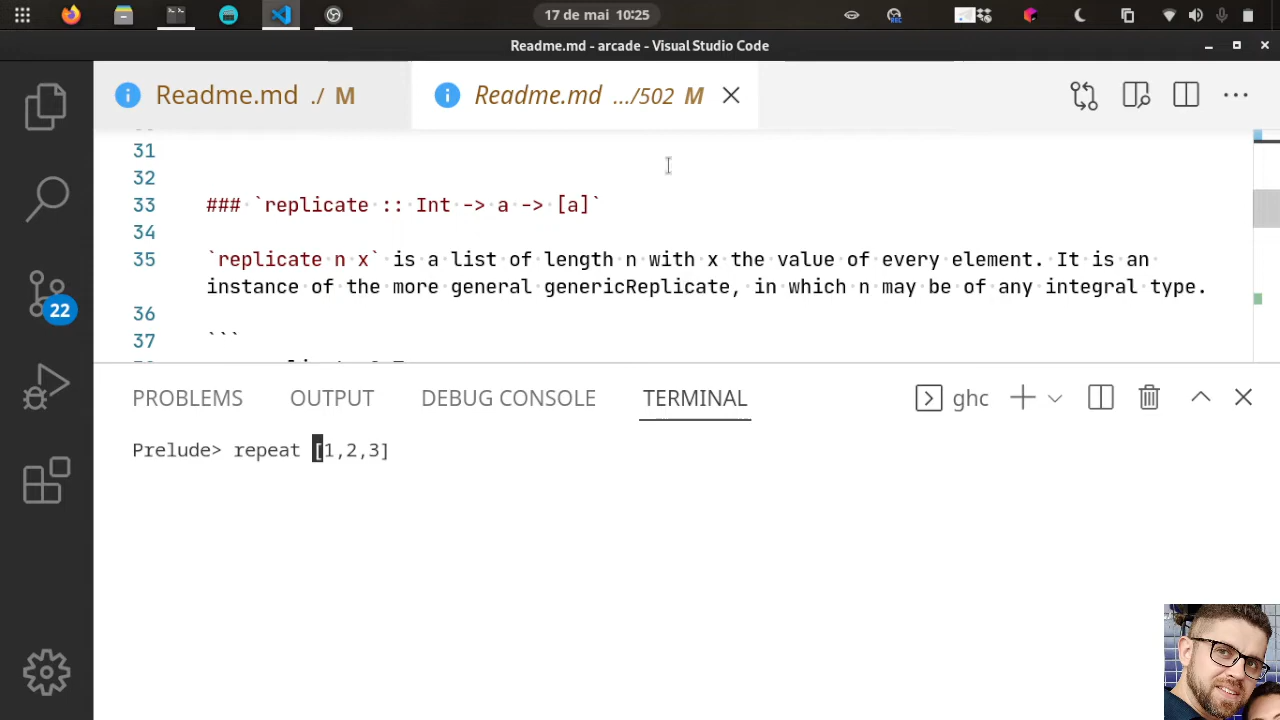 17 de mai 10:25
Readme.md - arcade - Visual Studio Code
Readme.md ./ M
Readme.md .../502 M
31
32
33 ### `replicate :: Int -> a -> [a]`
34
35 `replicate n x` is a list of length n with x the value of every element. It is an
instance of the more general genericReplicate, in which n may be of any integral type.
36
37 ```
22
PROBLEMS OUTPUT DEBUG CONSOLE TERMINAL ghc
Prelude> repeat [1,2,3]